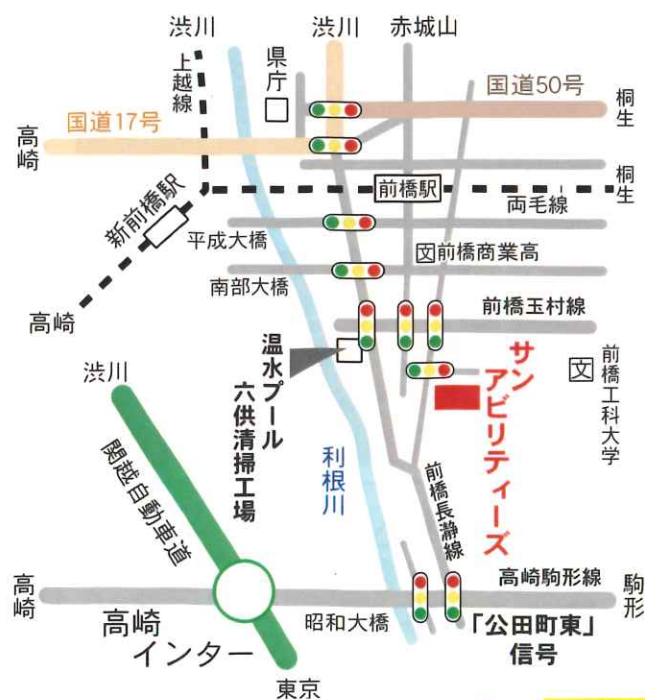 渋川
渋川
赤城山
上越線
県庁
国道50号
桐生
国道17号
高崎
桐生
前橋駅
両毛線
新前橋駅
平成大橋
文前橋商業高
南部大橋
高崎
前橋玉村線
渋川
温水プール
六供清掃工場
サン
アビリティーズ
文
前橋工科大学
関越自動車道
利根川
前橋長瀞線
高崎
高崎駒形線
駒形
高崎
インター
昭和大橋
「公田町東」
信号
東京